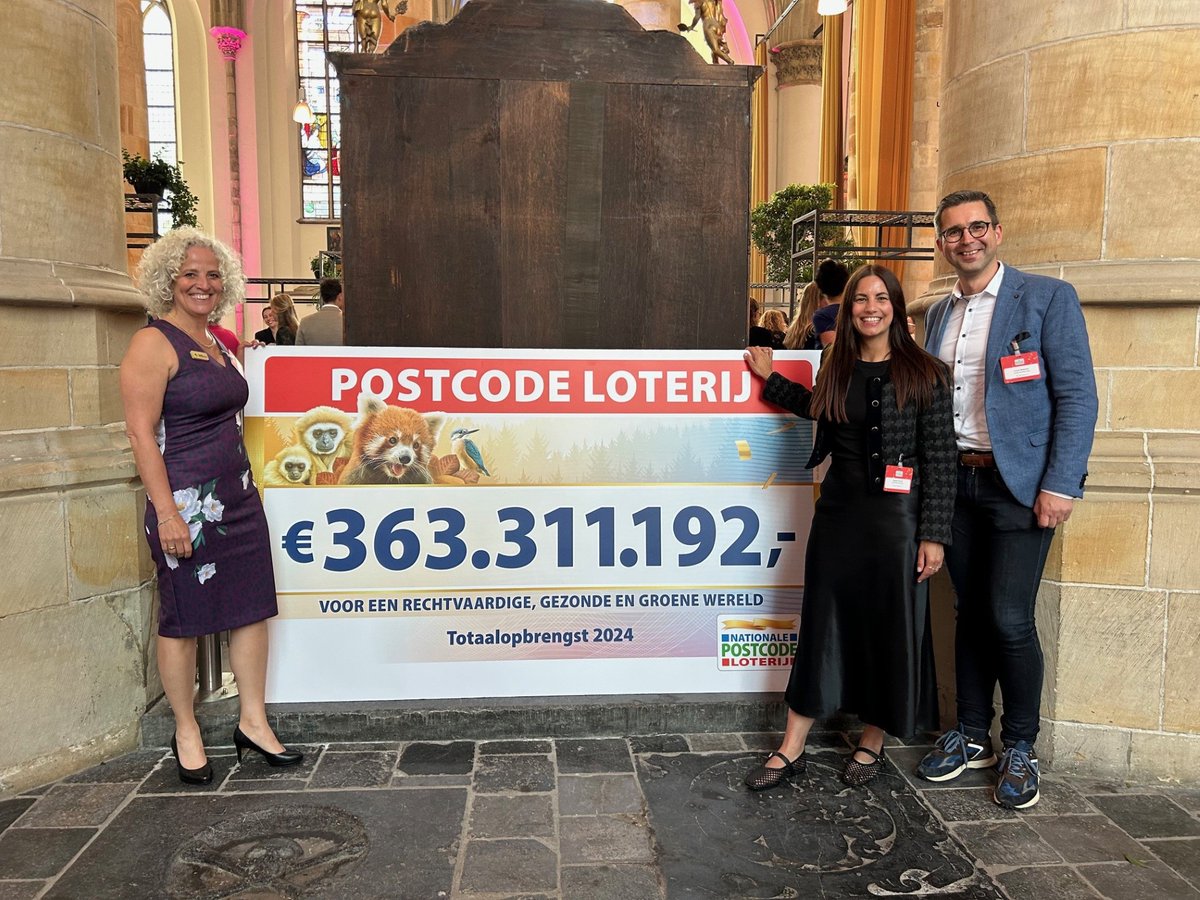 POSTCODE LOTERIJ
€363.311.192,-
VOOR EEN RECHTVAARDIGE, GEZONDE EN GROENE WERELD
Totaalopbrengst 2024
NATIONALE
POSTCODE
LOTERIJ